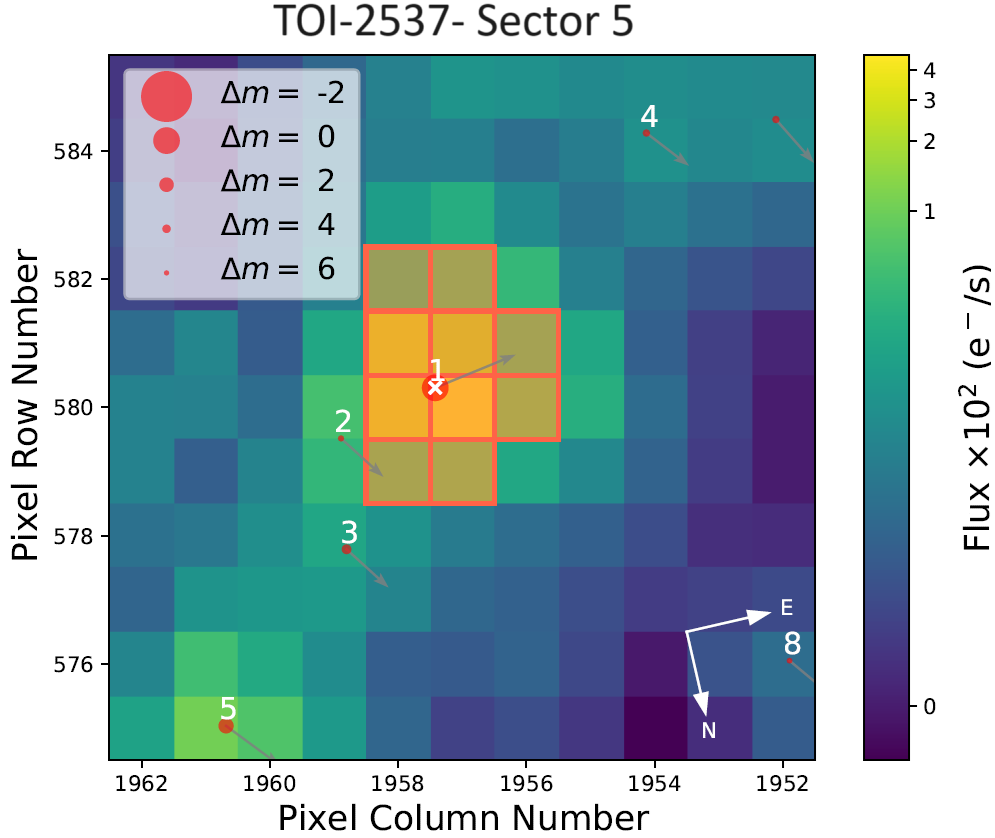 TOI-2537- Sector 5
Δm = -2
Δm = 0
Δm = 2
Δm = 4
Δm = 6
4
1
2
3
5
8
E
N
584
582
580
578
576
Pixel Row Number
1962 1960 1958 1956 1954 1952
Pixel Column Number
4
3
2
1
0
Flux ×10² (e⁻/s)